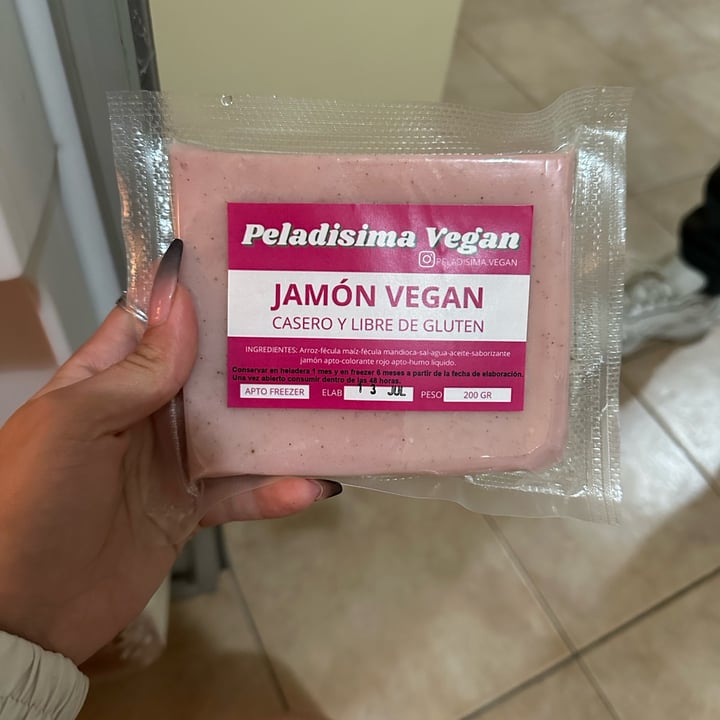 Peladisima Vegan
PELADISIMA.VEGAN
JAMÓN VEGAN
CASERO Y LIBRE DE GLUTEN
INGREDIENTES: Arroz-fécula maíz-fécula mandioca-sal-agua-aceite-saborizante
jamón apto-colorante rojo apto-humo líquido.
Conservar en heladera 1 mes y en freezer 6 meses a partir de la fecha de elaboración.
Una vez abierto consumir dentro de las 48 horas.
APTO FREEZER ELAB 1 3 JUL PESO 200 GR